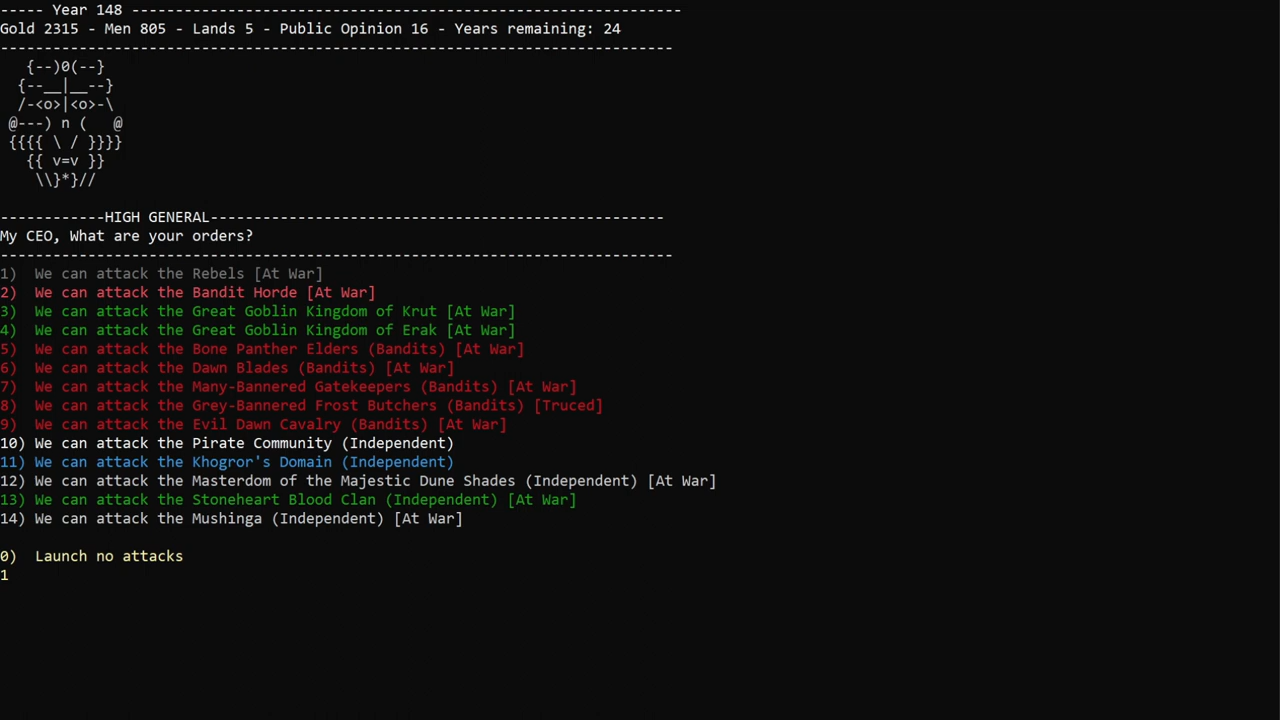 ----- Year 148 ---------------------------------------------------------------
Gold 2315 - Men 805 - Lands 5 - Public Opinion 16 - Years remaining: 24
-----------------------------------------------------------------------------
   {--)0(--}
  {--__|__--}
  /-<o>|<o>-\
 @---) n (   @
 {{{{ \ / }}}}
   {{ v=v }}
    \\}*}//
------------HIGH GENERAL----------------------------------------------------
My CEO, What are your orders?
-----------------------------------------------------------------------------
1)  We can attack the Rebels [At War]
2)  We can attack the Bandit Horde [At War]
3)  We can attack the Great Goblin Kingdom of Krut [At War]
4)  We can attack the Great Goblin Kingdom of Erak [At War]
5)  We can attack the Bone Panther Elders (Bandits) [At War]
6)  We can attack the Dawn Blades (Bandits) [At War]
7)  We can attack the Many-Bannered Gatekeepers (Bandits) [At War]
8)  We can attack the Grey-Bannered Frost Butchers (Bandits) [Truced]
9)  We can attack the Evil Dawn Cavalry (Bandits) [At War]
10) We can attack the Pirate Community (Independent)
11) We can attack the Khogror's Domain (Independent)
12) We can attack the Masterdom of the Majestic Dune Shades (Independent) [At War]
13) We can attack the Stoneheart Blood Clan (Independent) [At War]
14) We can attack the Mushinga (Independent) [At War]
0)  Launch no attacks
1